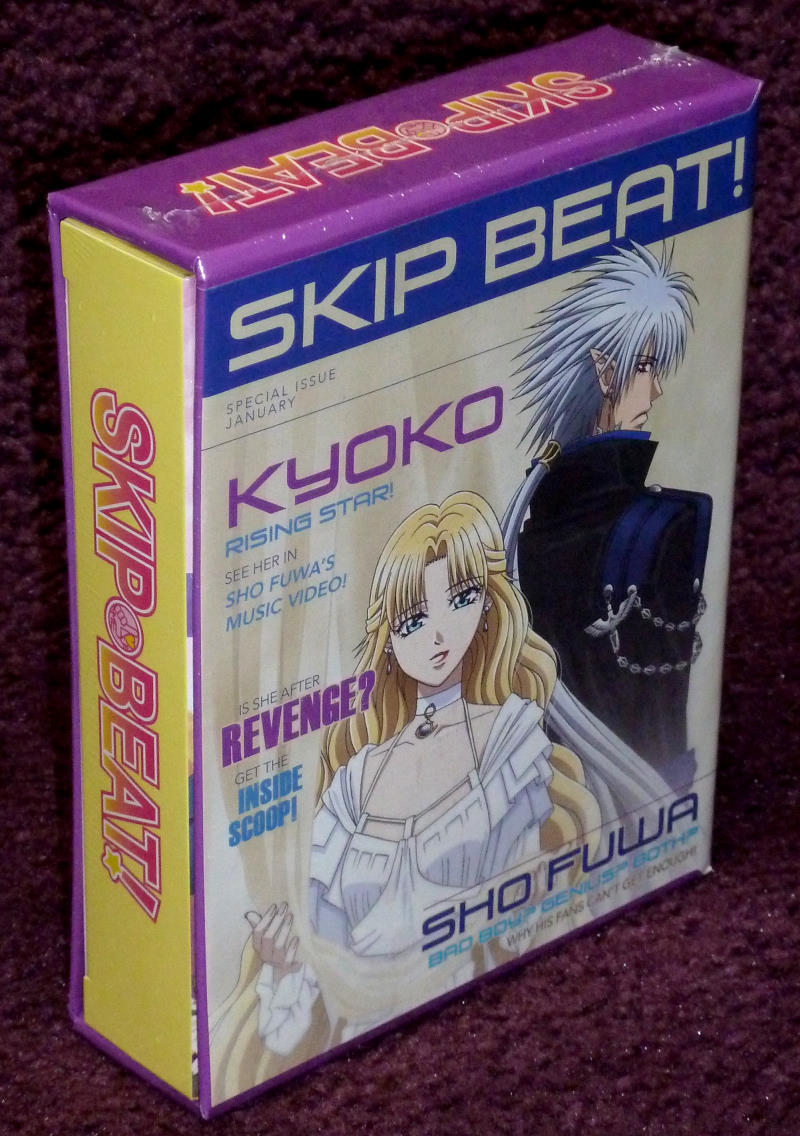 SKIP BEAT!
SKIP BEAT!
SKIP BEAT!
SPECIAL ISSUE
JANUARY
KYOKO
RISING STAR!
SEE HER IN
SHO FUWA'S
MUSIC VIDEO!
IS SHE AFTER
REVENGE?
GET THE
INSIDE
SCOOP!
SHO FUWA
BAD BOY? GENIUS? BOTH?
WHY HIS FANS CAN'T GET ENOUGH!